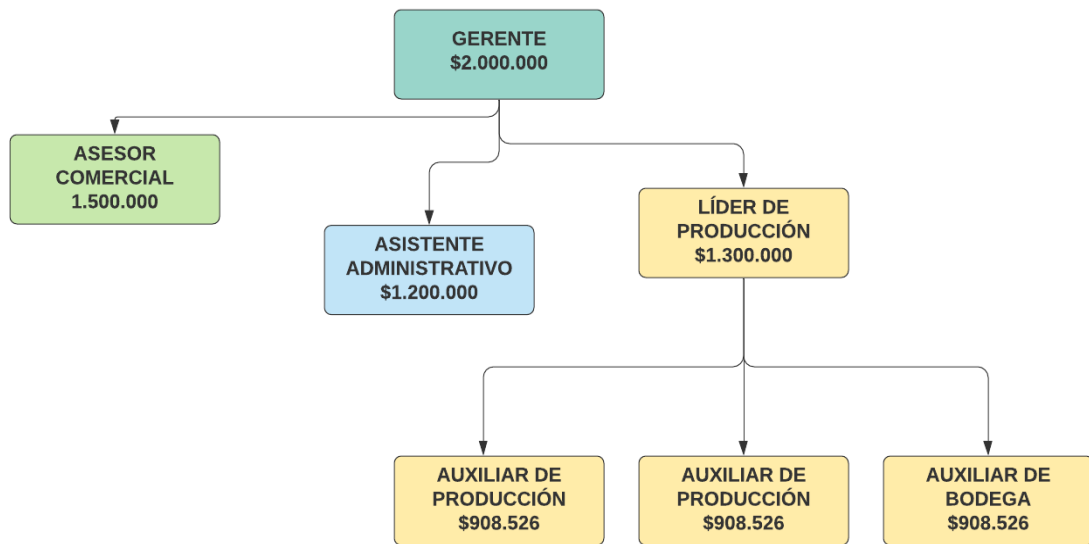 GERENTE
$2.000.000
ASESOR
COMERCIAL
1.500.000
ASISTENTE
ADMINISTRATIVO
$1.200.000
LÍDER DE
PRODUCCIÓN
$1.300.000
AUXILIAR DE
PRODUCCIÓN
$908.526
AUXILIAR DE
PRODUCCIÓN
$908.526
AUXILIAR DE
BODEGA
$908.526